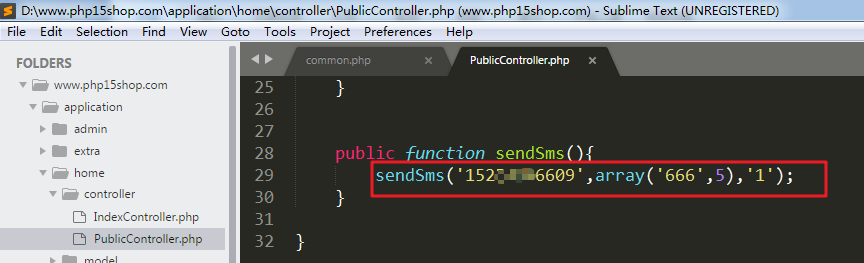 D:\www.php15shop.com\application\home\controller\PublicController.php (www.php15shop.com) - Sublime Text (UNREGISTERED)
File Edit Selection Find View Goto Tools Project Preferences Help
FOLDERS
www.php15shop.com
application
admin
extra
home
controller
IndexController.php
PublicController.php
model
common.php × PublicController.php ×
25 }
26
27
28 public function sendSms(){
29 sendSms('152 6609',array('666',5),'1');
30 }
31
32 }